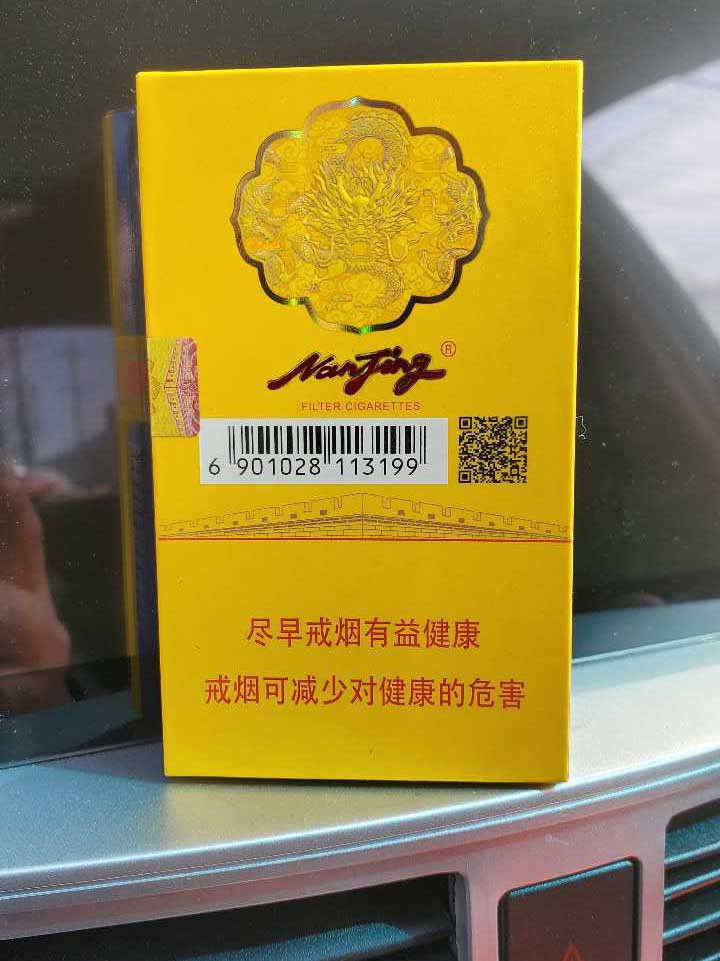 NanJing®
FILTER CIGARETTES
6 901028 113199
尽早戒烟有益健康
戒烟可减少对健康的危害